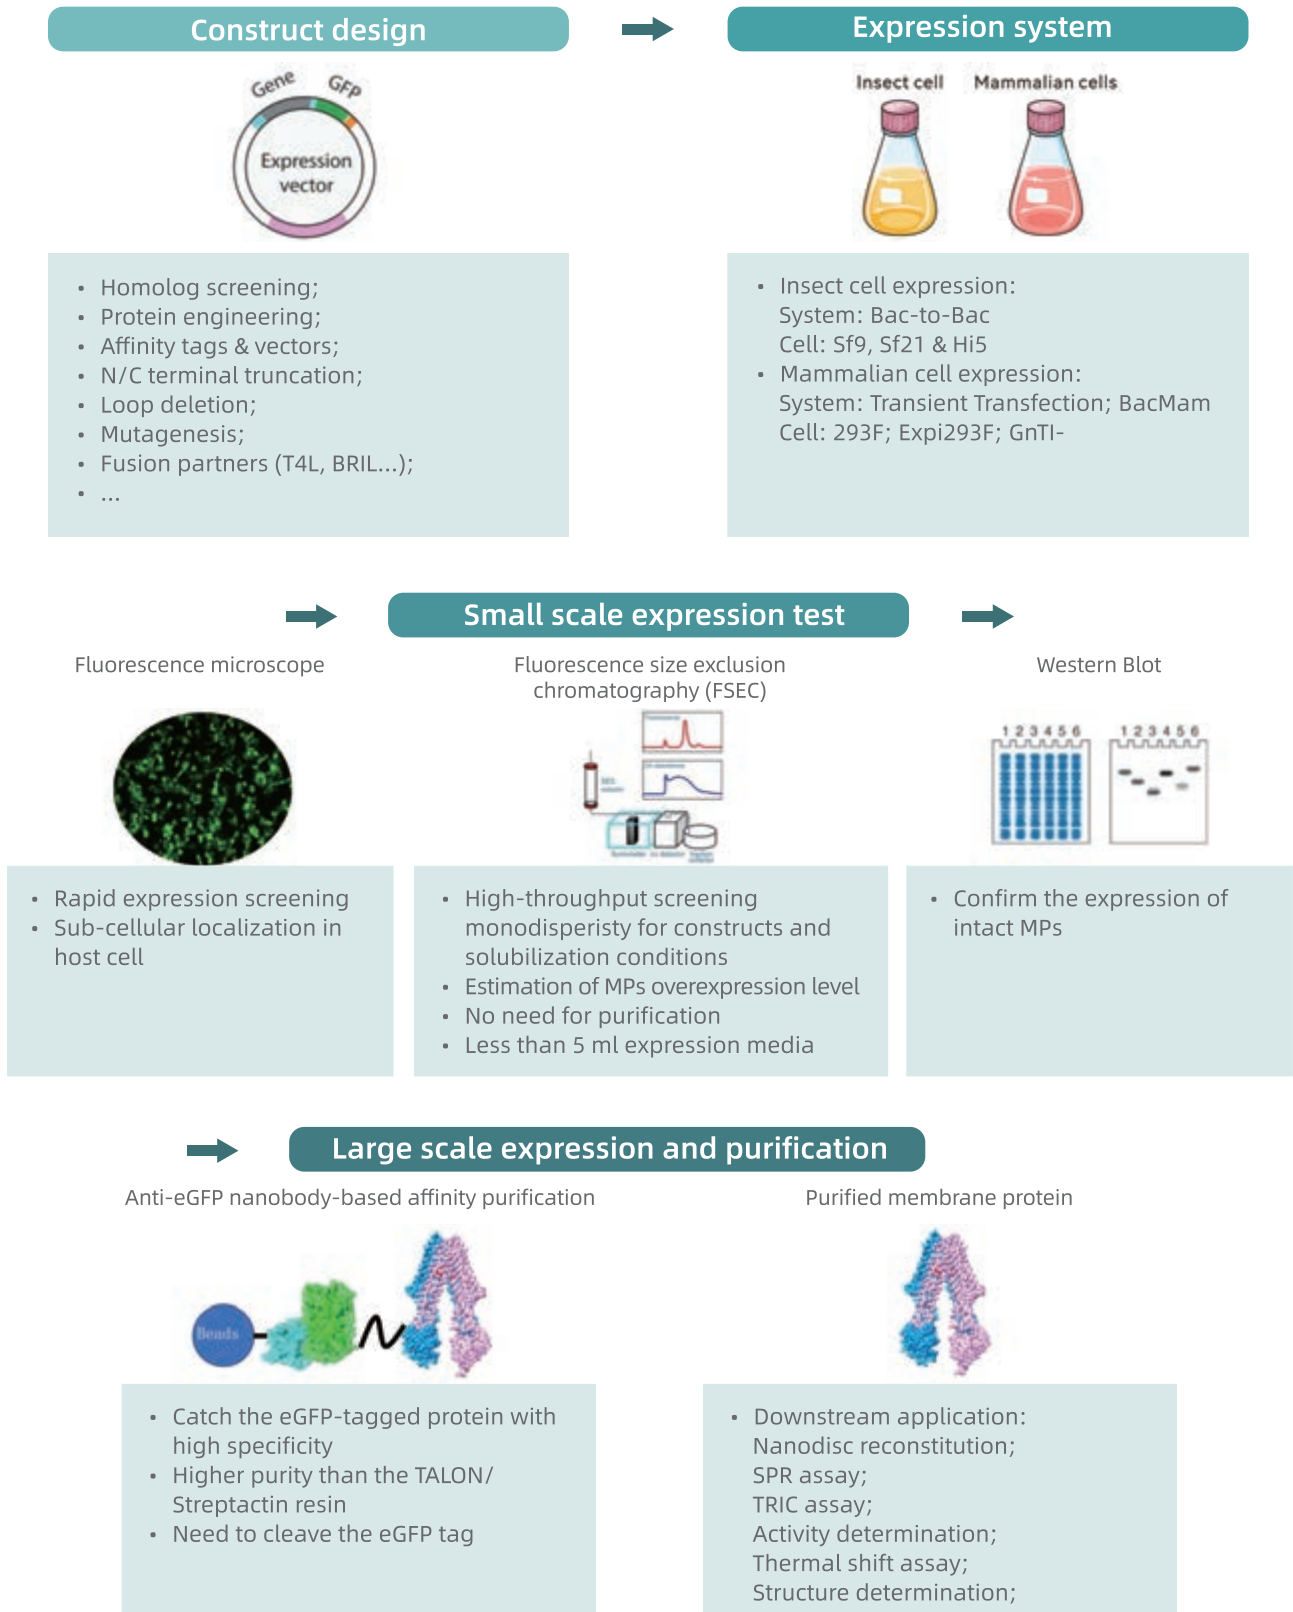 Construct design
Expression system
Gene
GFP
Expression
vector
Insect cell
Mammalian cells
• Homolog screening;
• Protein engineering;
• Affinity tags & vectors;
• N/C terminal truncation;
• Loop deletion;
• Mutagenesis;
• Fusion partners (T4L, BRIL...);
• ...
• Insect cell expression:
System: Bac-to-Bac
Cell: Sf9, Sf21 & Hi5
• Mammalian cell expression:
System: Transient Transfection; BacMam
Cell: 293F; Expi293F; GnTI-
Small scale expression test
Fluorescence microscope
Fluorescence size exclusion
chromatography (FSEC)
Western Blot
1 2 3 4 5 6
1 2 3 4 5 6
• Rapid expression screening
• Sub-cellular localization in
host cell
• High-throughput screening
monodisperisty for constructs and
solubilization conditions
• Estimation of MPs overexpression level
• No need for purification
• Less than 5 ml expression media
• Confirm the expression of
intact MPs
Large scale expression and purification
Anti-eGFP nanobody-based affinity purification
Purified membrane protein
Beads
• Catch the eGFP-tagged protein with
high specificity
• Higher purity than the TALON/
Streptactin resin
• Need to cleave the eGFP tag
• Downstream application:
Nanodisc reconstitution;
SPR assay;
TRIC assay;
Activity determination;
Thermal shift assay;
Structure determination;